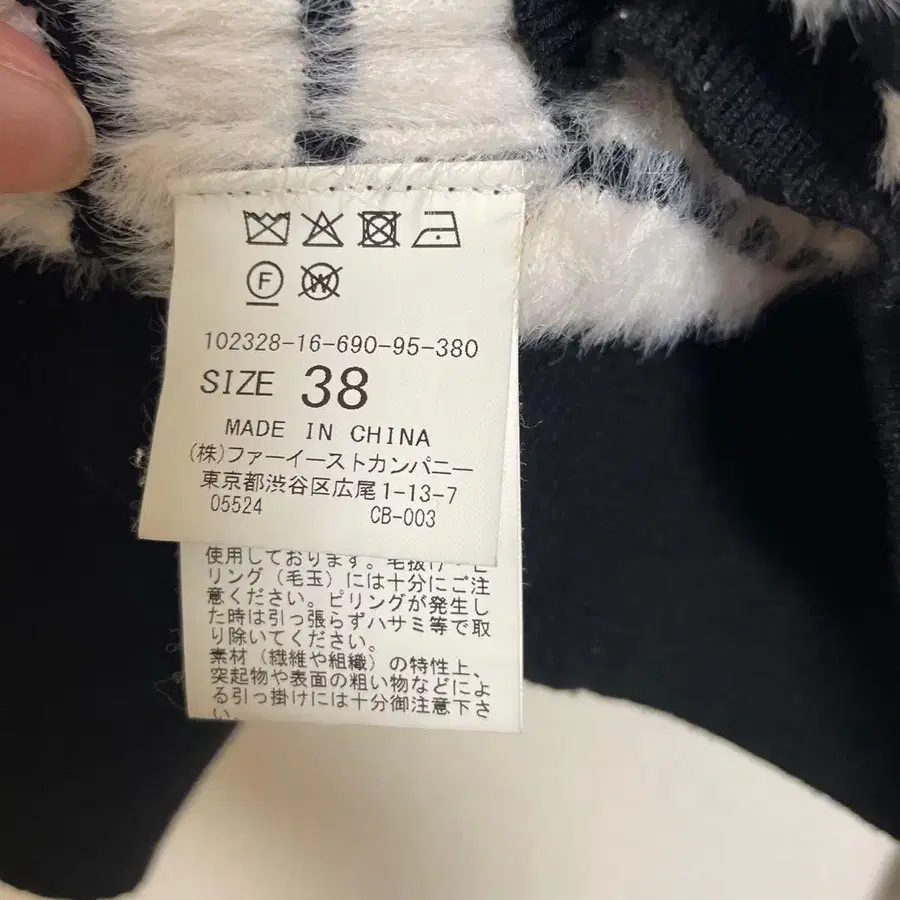 F
W
102328-16-690-95-380
SIZE 38
MADE IN CHINA
(株)ファーイーストカンパニー
東京都渋谷区広尾1-13-7
05524 CB-003
使用しております。毛抜け・ピ
リング(毛玉)には十分にご注
意ください。ピリングが発生し
た時は引っ張らずハサミ等で取
り除いてください。
素材(繊維や組織)の特性上、
突起物や表面の粗い物などによ
る引っ掛けには十分御注意下さ
い。